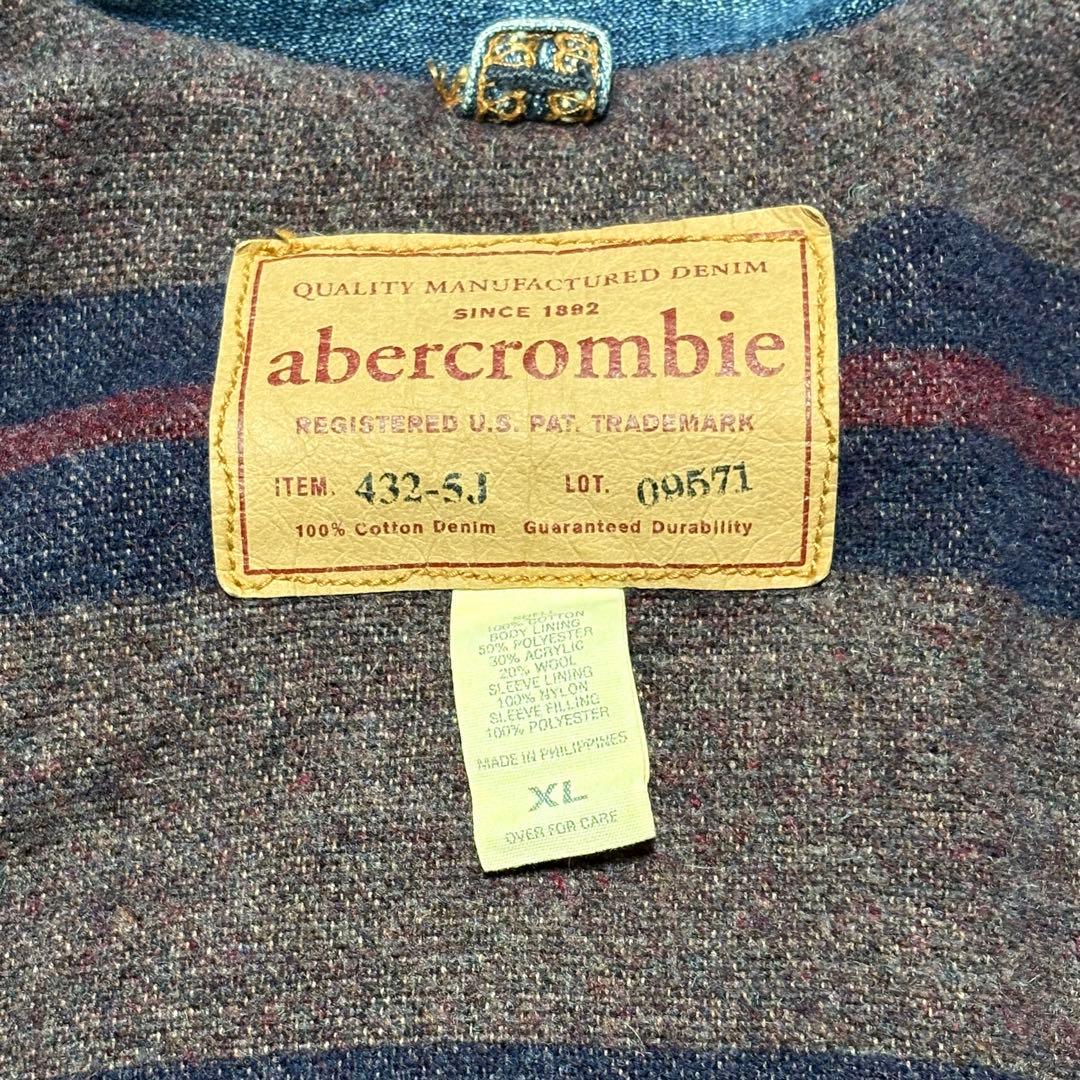 QUALITY MANUFACTURED DENIM
SINCE 1892
abercrombie
REGISTERED U.S. PAT. TRADEMARK
ITEM. 432-5J LOT. 09571
100% Cotton Denim Guaranteed Durability
SHELL
100% COTTON
BODY LINING
50% POLYESTER
30% ACRYLIC
20% WOOL
SLEEVE LINING
100% NYLON
SLEEVE FILLING
100% POLYESTER
MADE IN PHILIPPINES
XL
OVER FOR CARE